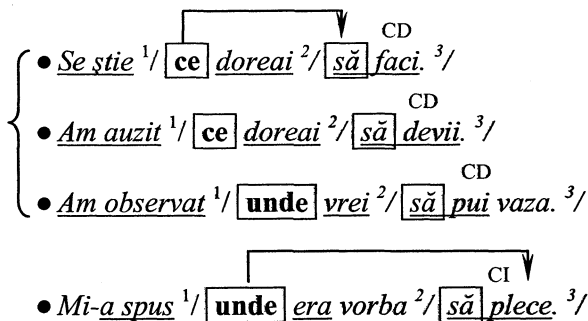 CD
● Se ştie ¹/ ce doreai ²/ să faci. ³/
CD
● Am auzit ¹/ ce doreai ²/ să devii. ³/
CD
● Am observat ¹/ unde vrei ²/ să pui vaza. ³/
CI
● Mi-a spus ¹/ unde era vorba ²/ să plece. ³/